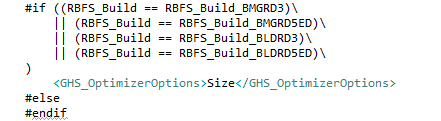 #if ((RBFS_Build == RBFS_Build_BMGRD3)\
|| (RBFS_Build == RBFS_Build_BMGRD5ED)\
|| (RBFS_Build == RBFS_Build_BLDRD3)\
|| (RBFS_Build == RBFS_Build_BLDRD5ED)\
)
<GHS_OptimizerOptions>Size</GHS_OptimizerOptions>
#else
#endif